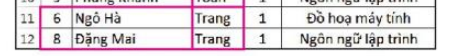 11 6 Ngô Hà Trang 1 Đồ hoạ máy tính
12 8 Đặng Mai Trang 1 Ngôn ngữ lập trình